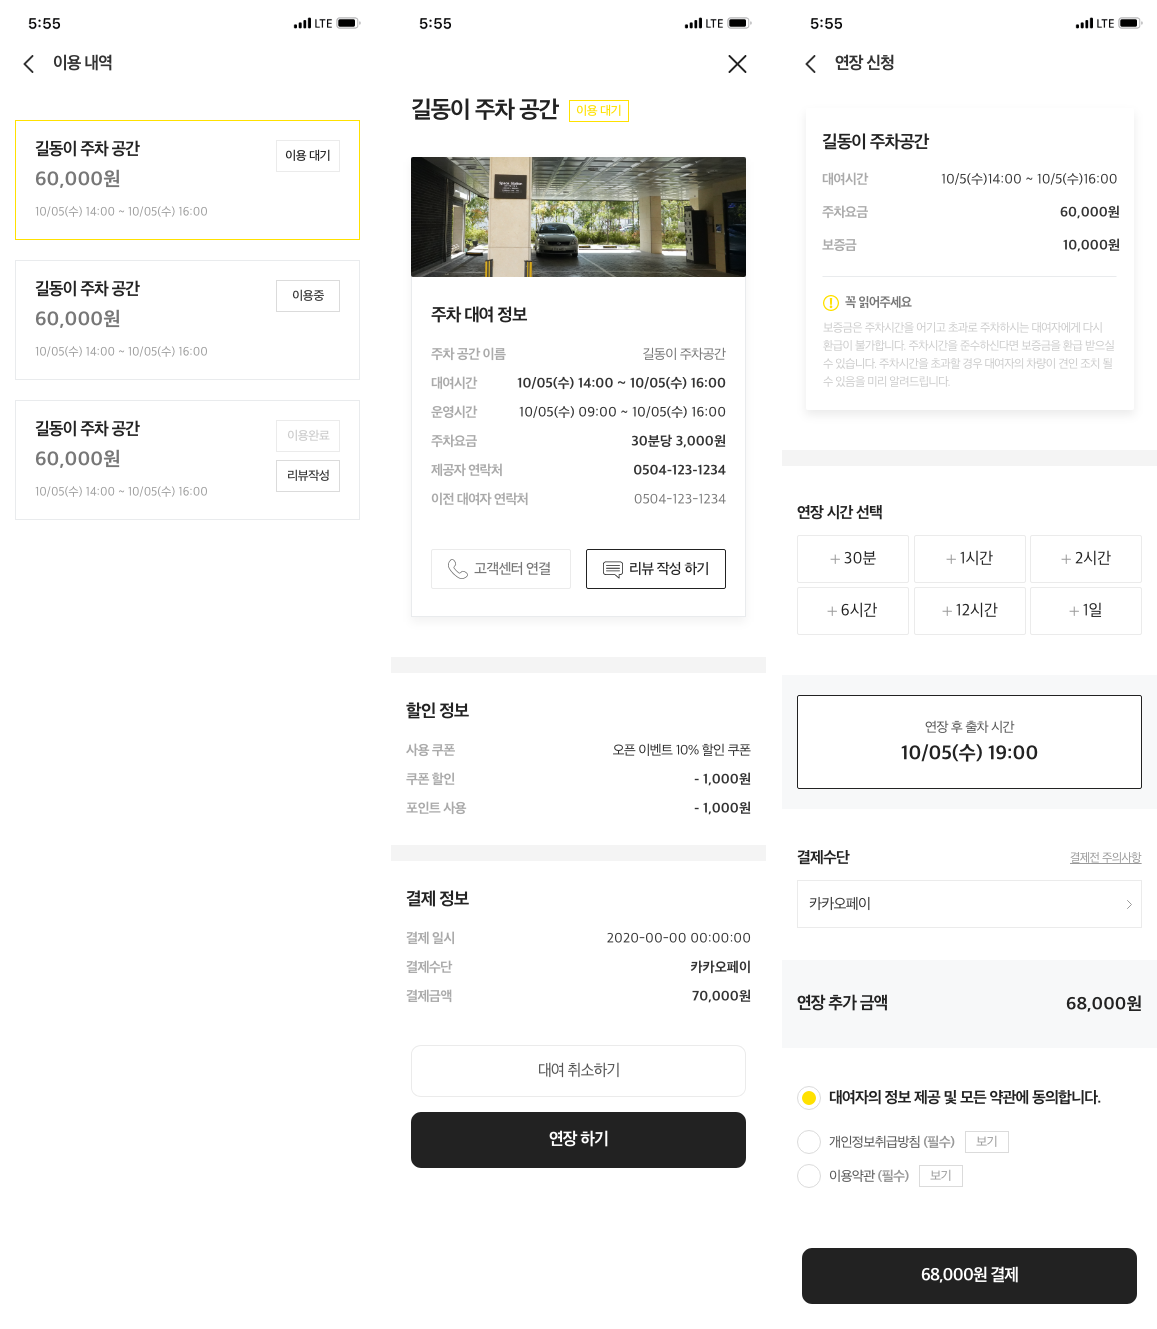 5:55
LTE
이용 내역
길동이 주차 공간
이용 대기
60,000원
10/05(수) 14:00 ~ 10/05(수) 16:00
길동이 주차 공간
이용중
60,000원
10/05(수) 14:00 ~ 10/05(수) 16:00
길동이 주차 공간
이용완료
60,000원
리뷰작성
10/05(수) 14:00 ~ 10/05(수) 16:00
5:55
LTE
길동이 주차 공간
이용 대기
주차 대여 정보
주차 공간 이름
길동이 주차공간
대여시간
10/05(수) 14:00 ~ 10/05(수) 16:00
운영시간
10/05(수) 09:00 ~ 10/05(수) 16:00
주차요금
30분당 3,000원
제공자 연락처
0504-123-1234
이전 대여자 연락처
0504-123-1234
고객센터 연결
리뷰 작성 하기
할인 정보
사용 쿠폰
오픈 이벤트 10% 할인 쿠폰
쿠폰 할인
- 1,000원
포인트 사용
- 1,000원
결제 정보
결제 일시
2020-00-00 00:00:00
결제수단
카카오페이
결제금액
70,000원
대여 취소하기
연장 하기
5:55
LTE
연장 신청
길동이 주차공간
대여시간
10/5(수)14:00 ~ 10/5(수)16:00
주차요금
60,000원
보증금
10,000원
꼭 읽어주세요
보증금은 주차시간을 어기고 초과로 주차하시는 대여자에게 다시
환급이 불가합니다. 주차시간을 준수하신다면 보증금을 환급 받으실
수 있습니다. 주차시간을 초과할 경우 대여자의 차량이 견인 조치 될
수 있음을 미리 알려드립니다.
연장 시간 선택
+ 30분
+ 1시간
+ 2시간
+ 6시간
+ 12시간
+ 1일
연장 후 출차 시간
10/05(수) 19:00
결제수단
결제전 주의사항
카카오페이
연장 추가 금액
68,000원
대여자의 정보 제공 및 모든 약관에 동의합니다.
개인정보취급방침 (필수)
보기
이용약관 (필수)
보기
68,000원 결제